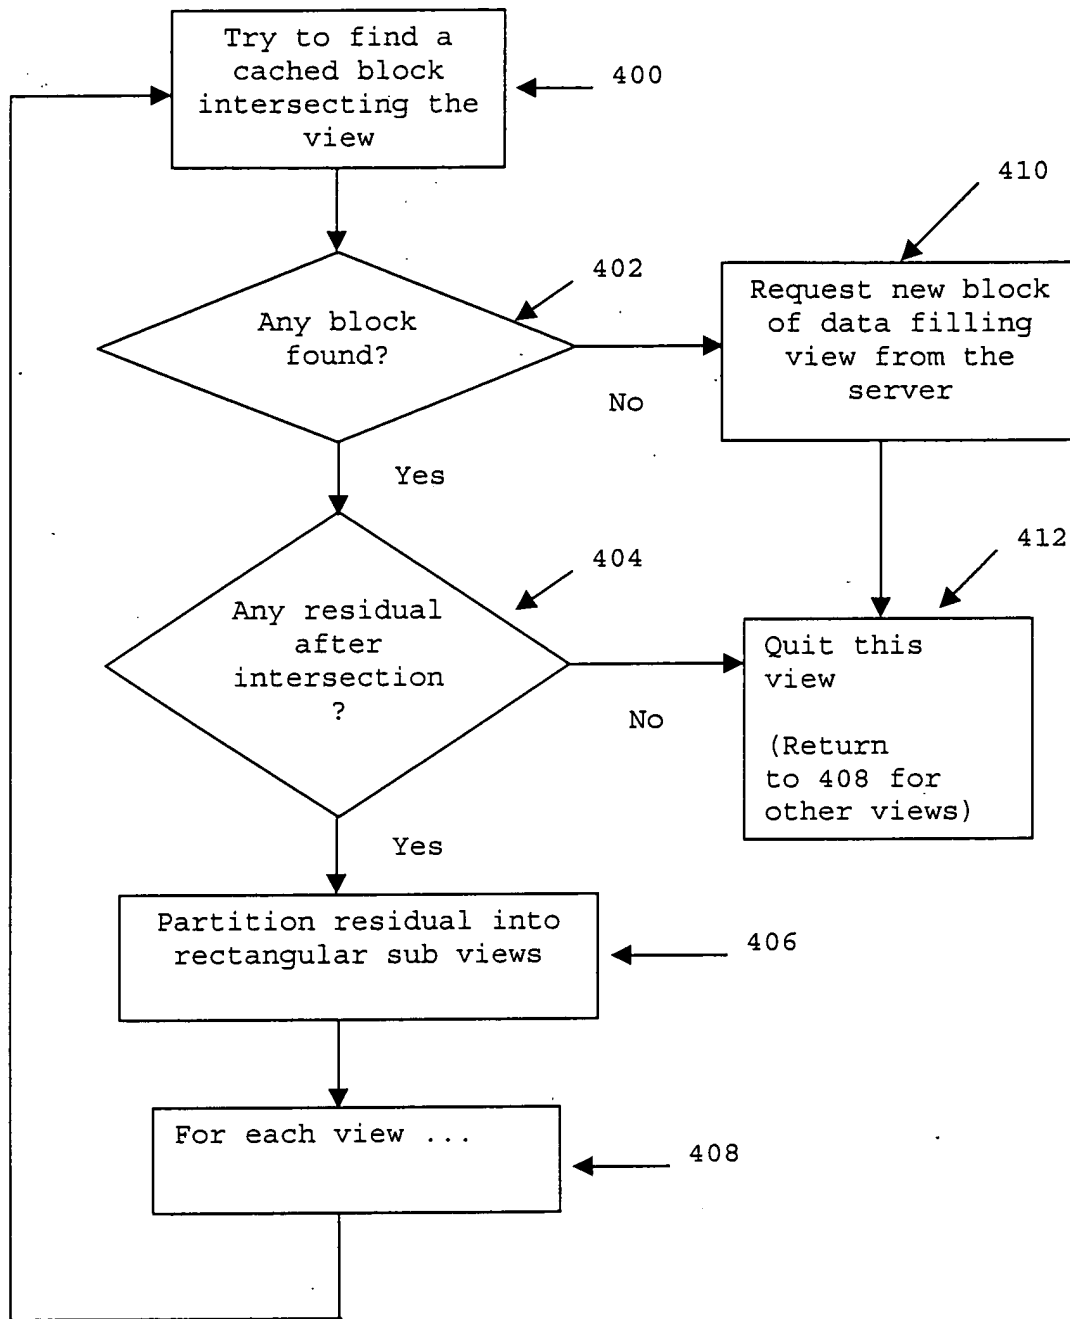 Try to find a
cached block
intersecting the
view
400
410
402
Any block
found?
Request new block
of data filling
view from the
server
No
Yes
412
404
Any residual
after
intersection
?
Quit this
view
(Return
to 408 for
other views)
No
Yes
Partition residual into
rectangular sub views
406
For each view ...
408